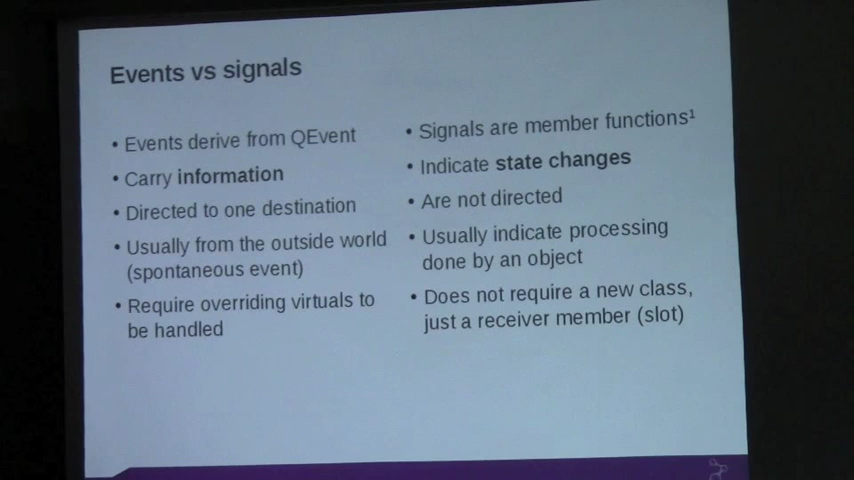 Events vs signals
• Events derive from QEvent
• Carry information
• Directed to one destination
• Usually from the outside world
(spontaneous event)
• Require overriding virtuals to
be handled
• Signals are member functions¹
• Indicate state changes
• Are not directed
• Usually indicate processing
done by an object
• Does not require a new class,
just a receiver member (slot)